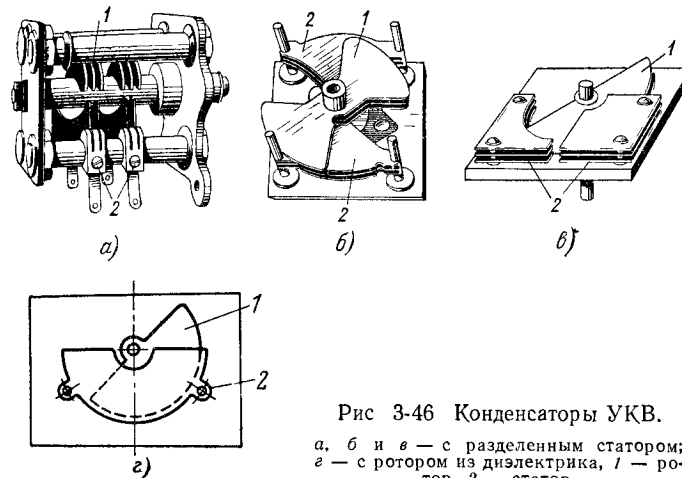 1
2
а)
2
1
2
б)
1
2
в)
1
2
г)
Рис 3-46 Конденсаторы УКВ.
а, б и в — с разделенным статором;
г — с ротором из диэлектрика, 1 — ро-